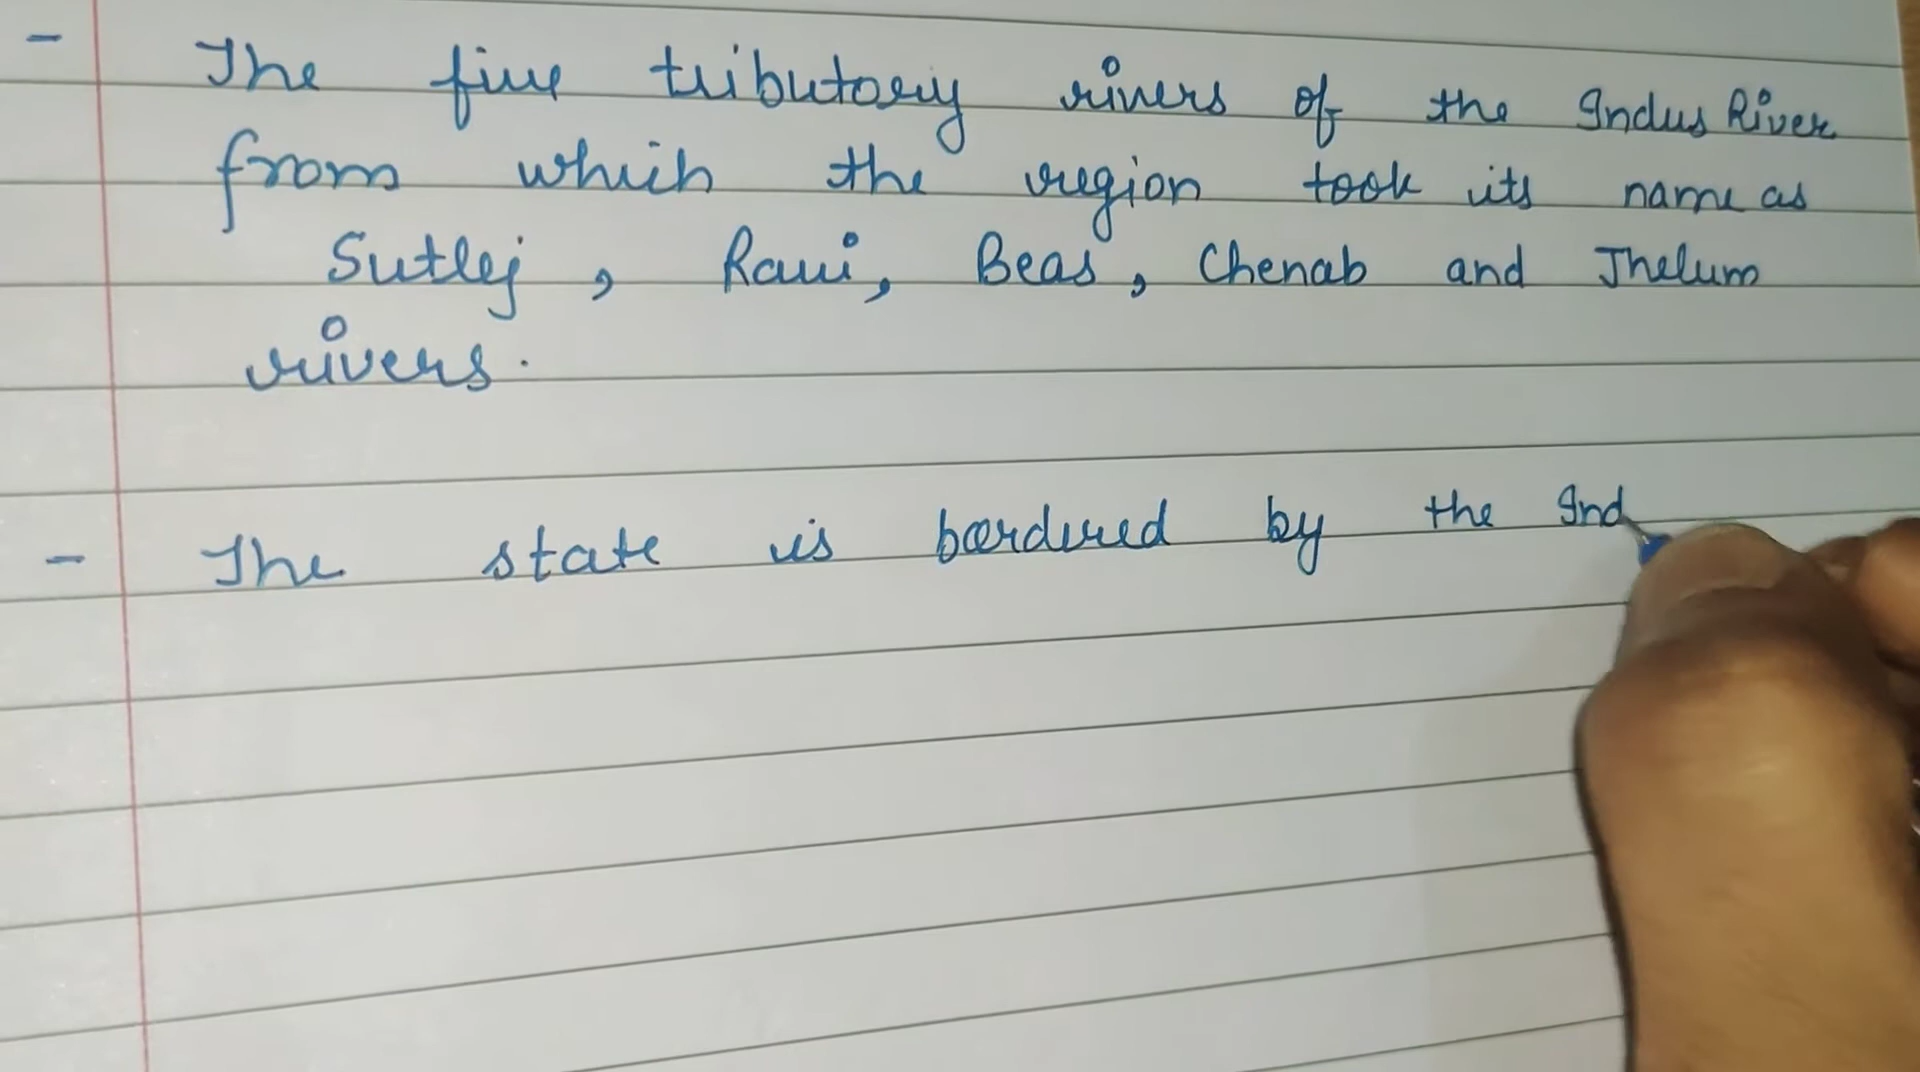 - The five tributory rivers of the Indus River
from which the region took its name as
Sutlej, Ravi, Beas, Chenab and Jhelum
rivers.
- The state is bordered by the Ind